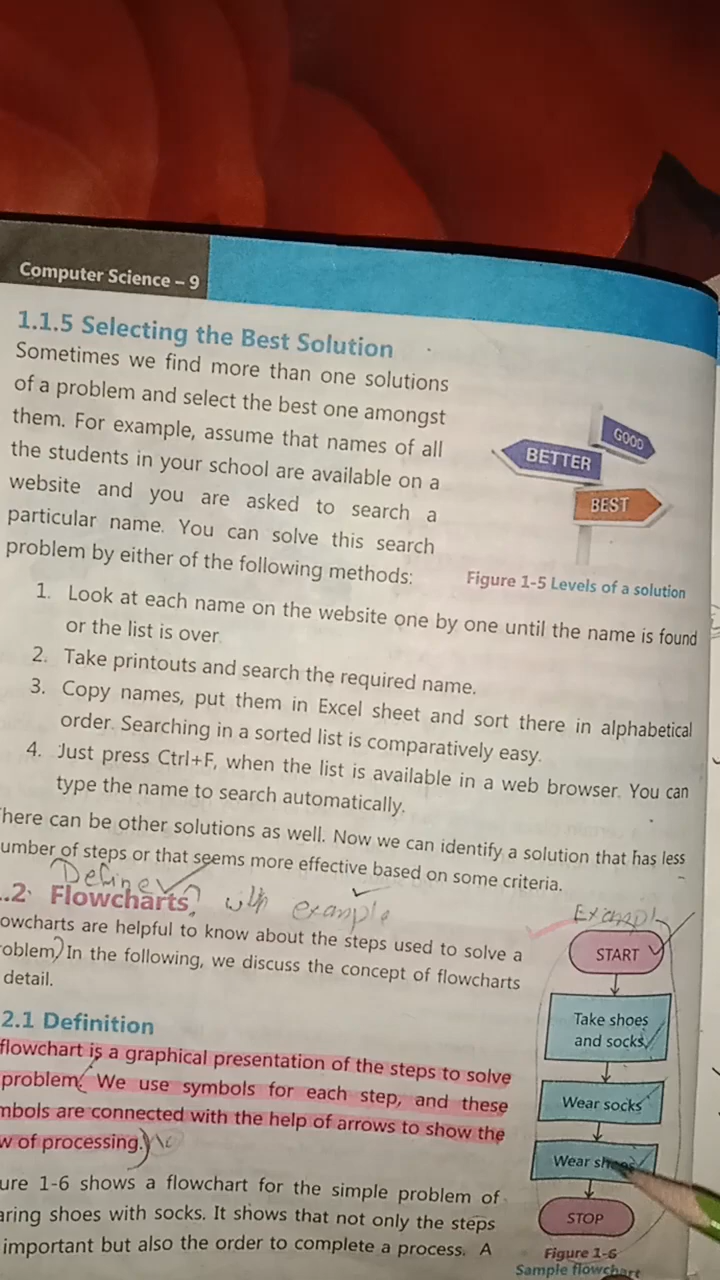 Computer Science – 9
1.1.5 Selecting the Best Solution
Sometimes we find more than one solutions
of a problem and select the best one amongst
them. For example, assume that names of all
the students in your school are available on a
website and you are asked to search a
particular name. You can solve this search
problem by either of the following methods:
GOOD
BETTER
BEST
Figure 1-5 Levels of a solution
1. Look at each name on the website one by one until the name is found
or the list is over.
2. Take printouts and search the required name.
3. Copy names, put them in Excel sheet and sort there in alphabetical
order. Searching in a sorted list is comparatively easy.
4. Just press Ctrl+F, when the list is available in a web browser. You can
type the name to search automatically.
here can be other solutions as well. Now we can identify a solution that has less
umber of steps or that seems more effective based on some criteria.
Define
.2 Flowcharts? with example
owcharts are helpful to know about the steps used to solve a
roblem. In the following, we discuss the concept of flowcharts
detail.
2.1 Definition
flowchart is a graphical presentation of the steps to solve
problem. We use symbols for each step, and these
mbols are connected with the help of arrows to show the
w of processing.
ure 1-6 shows a flowchart for the simple problem of
aring shoes with socks. It shows that not only the steps
important but also the order to complete a process. A
Example
START
Take shoes
and socks
Wear socks
Wear shoes
STOP
Figure 1-6
Sample flowchart